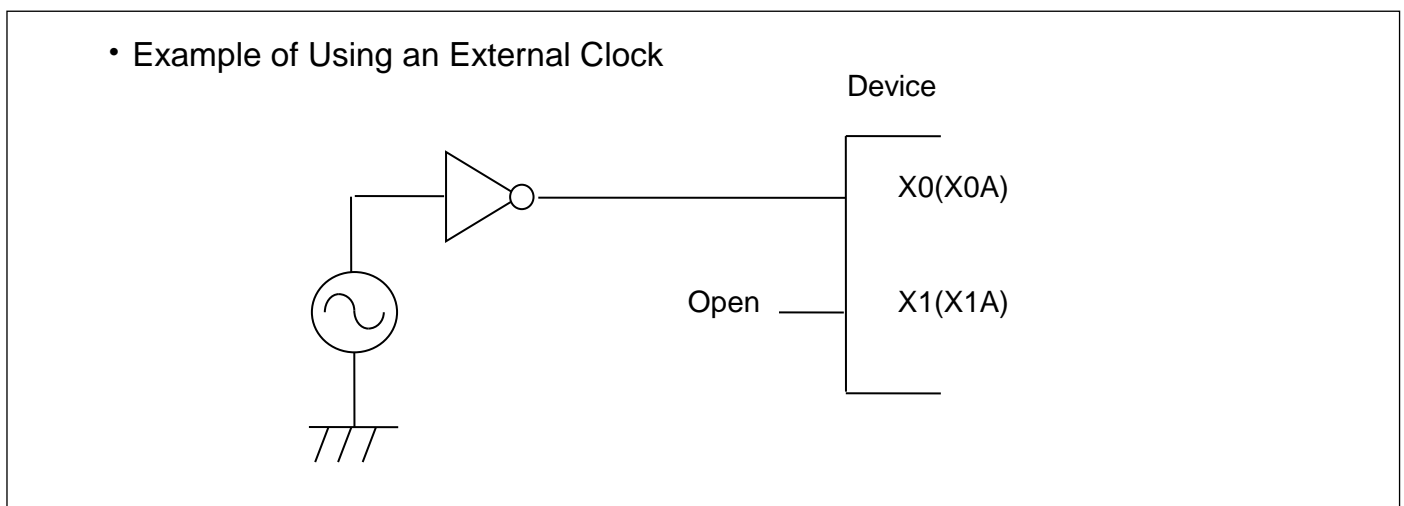 • Example of Using an External Clock
Device
X0(X0A)
Open X1(X1A)